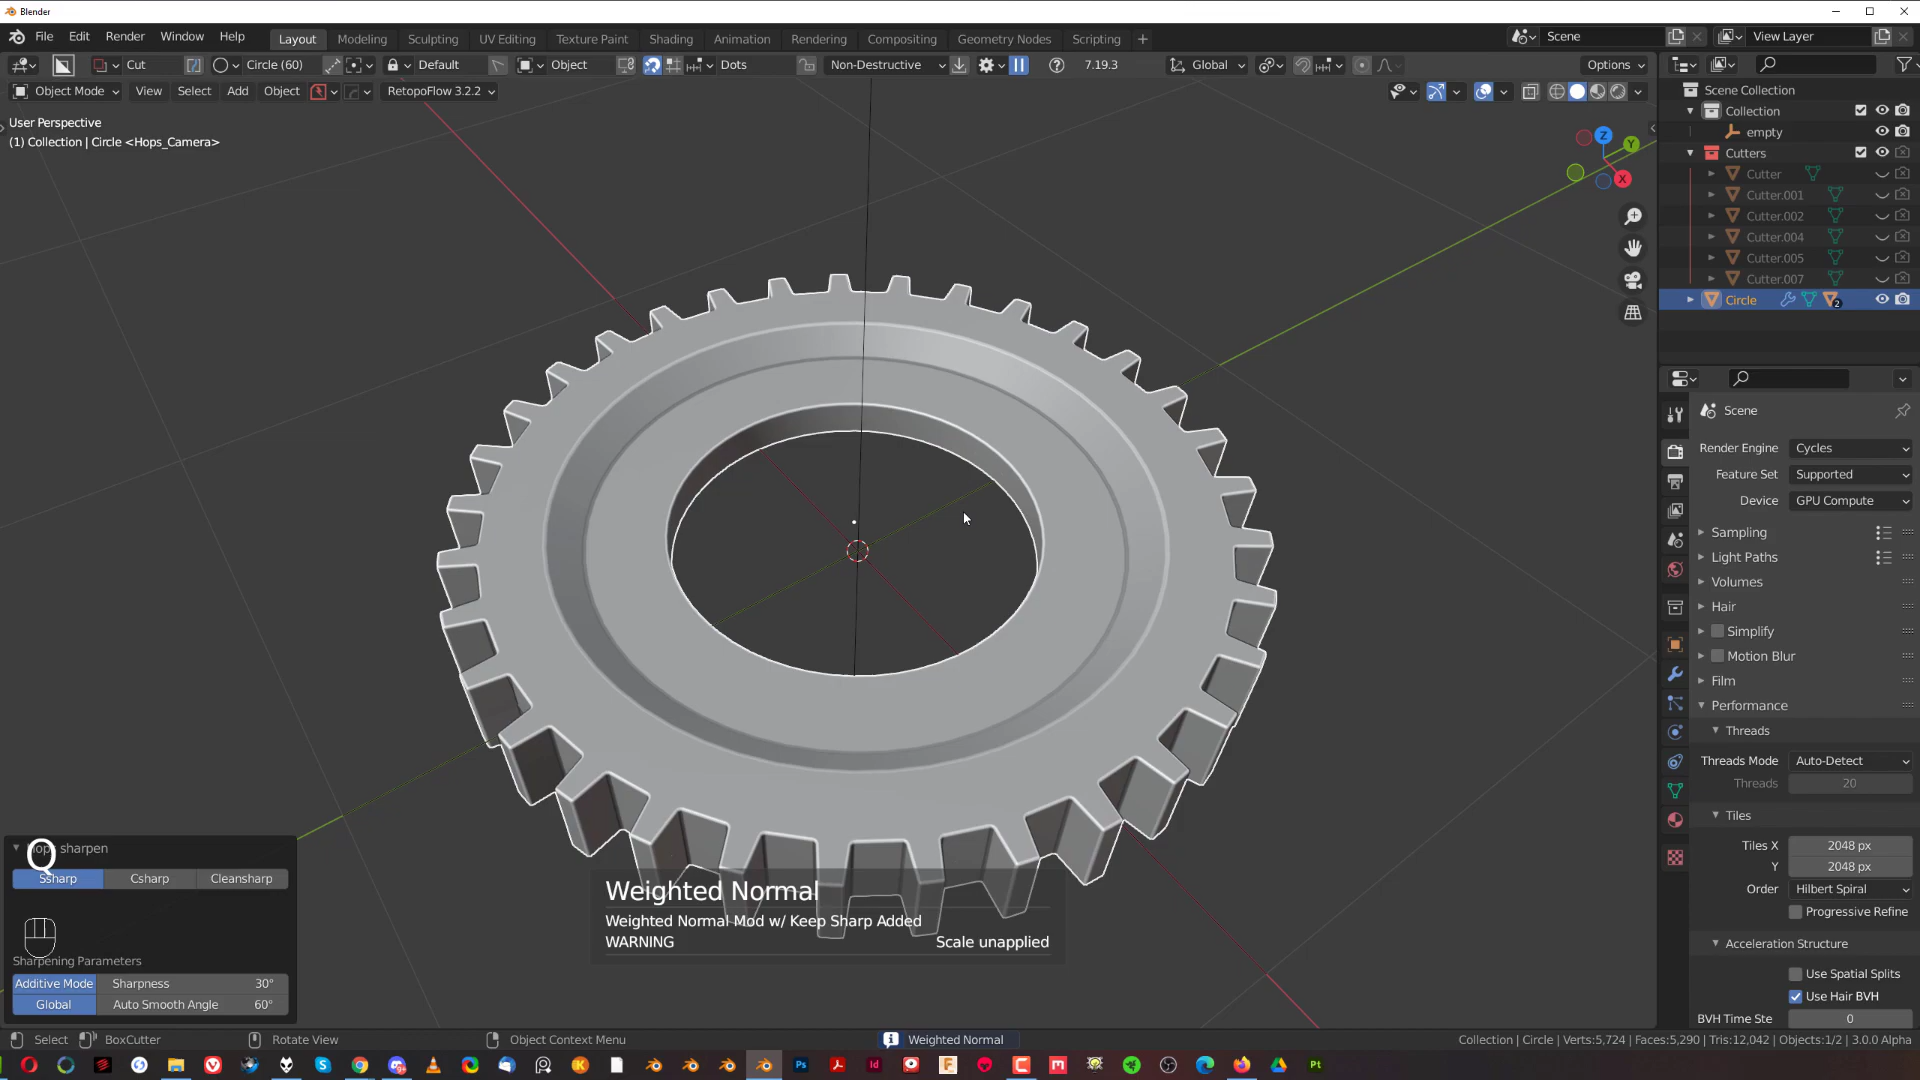 Blender
File Edit Render Window Help
Layout Modeling Sculpting UV Editing Texture Paint Shading Animation Rendering Compositing Geometry Nodes Scripting +
Scene
View Layer
Cut Circle (60) Default Object Dots Non-Destructive 7.19.3 Global Options
Object Mode View Select Add Object RetopoFlow 3.2.2
User Perspective
(1) Collection | Circle <Hops_Camera>
Z
Y
X
Scene Collection
Collection
empty
Cutters
Cutter
Cutter.001
Cutter.002
Cutter.004
Cutter.005
Cutter.007
Circle 2
Scene
Render Engine Cycles
Feature Set Supported
Device GPU Compute
Sampling
Light Paths
Volumes
Hair
Simplify
Motion Blur
Film
Performance
Threads
Threads Mode Auto-Detect
Threads 20
Tiles
Tiles X 2048 px
Y 2048 px
Order Hilbert Spiral
Progressive Refine
Acceleration Structure
Use Spatial Splits
Use Hair BVH
BVH Time Ste 0
Q
sharpen
Ssharp Csharp Cleansharp
Sharpening Parameters
Additive Mode Sharpness 30°
Global Auto Smooth Angle 60°
Weighted Normal
Weighted Normal Mod w/ Keep Sharp Added
WARNING Scale unapplied
Select BoxCutter Rotate View Object Context Menu Weighted Normal Collection | Circle | Verts:5,724 | Faces:5,290 | Tris:12,042 | Objects:1/2 | 3.0.0 Alpha